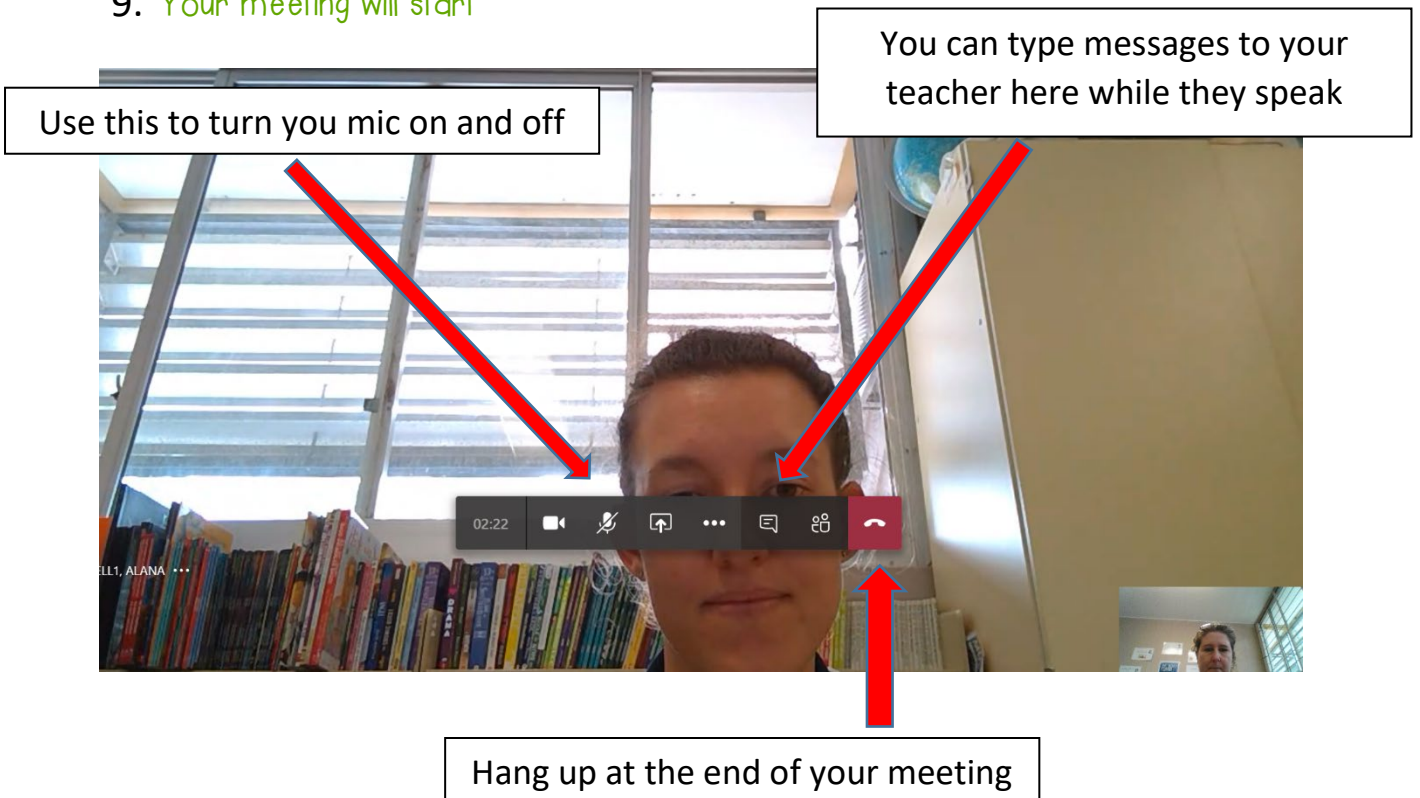 9. Your meeting will start
You can type messages to your
teacher here while they speak
Use this to turn you mic on and off
02:22
ALANA
Hang up at the end of your meeting